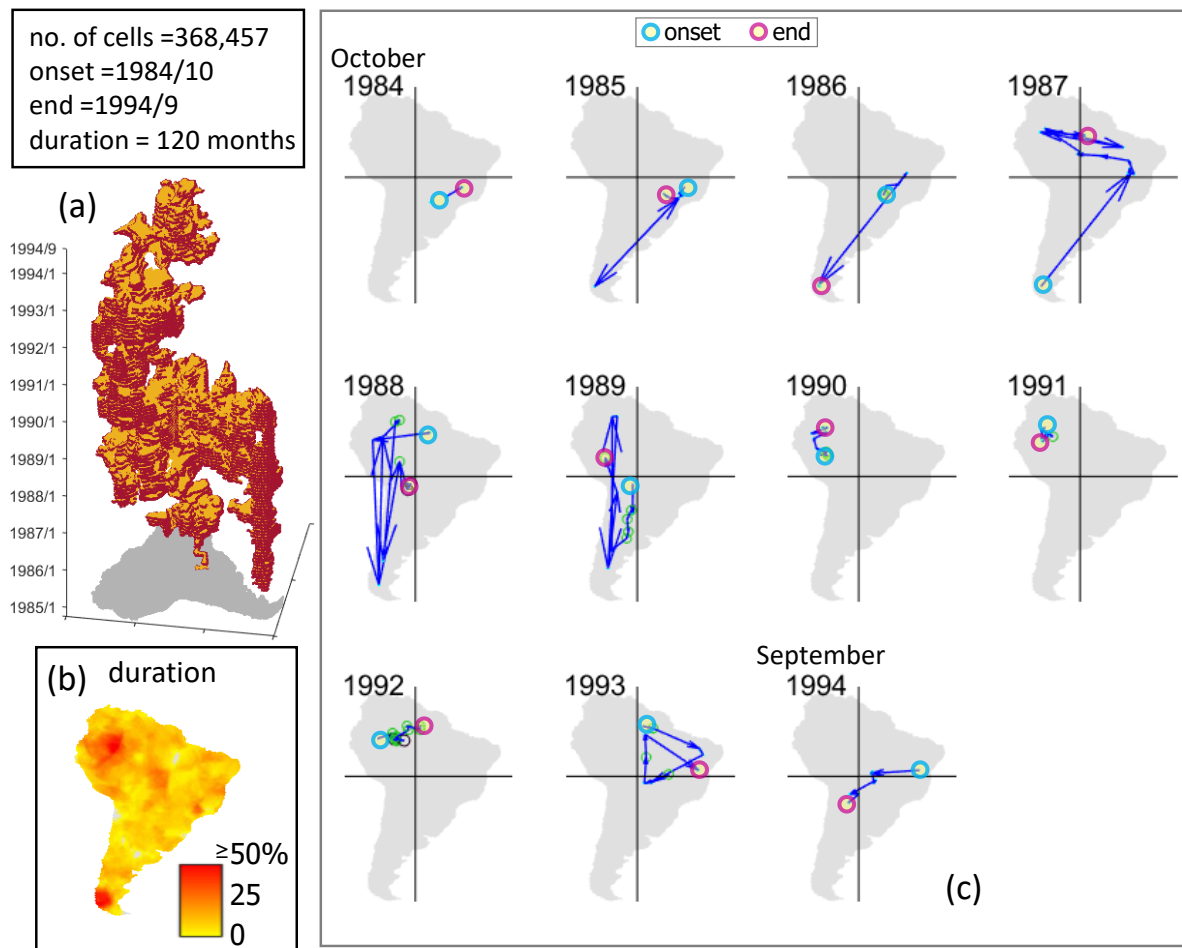 no. of cells =368,457
onset =1984/10
end =1994/9
duration = 120 months
(a)
1994/9
1994/1
1993/1
1992/1
1991/1
1990/1
1989/1
1988/1
1987/1
1986/1
1985/1
(b) duration
≥50%
25
0
onset end
October
1984 1985 1986 1987
1988 1989 1990 1991
September
1992 1993 1994
(c)